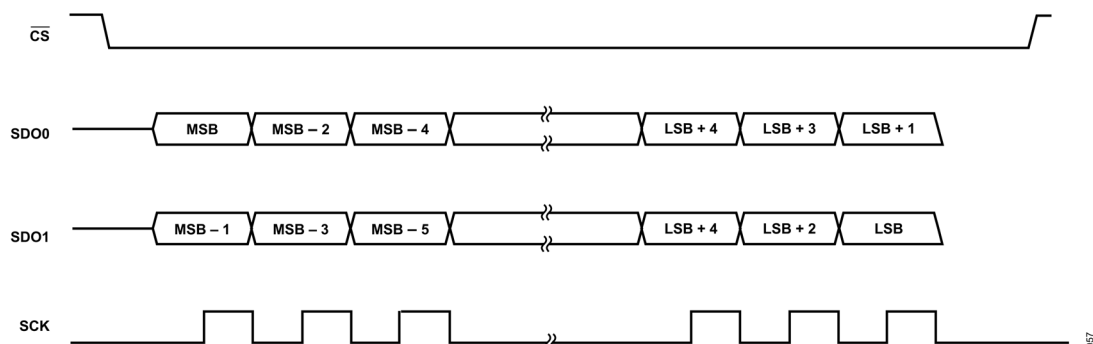 CS
SDO0 MSB MSB – 2 MSB – 4 LSB + 4 LSB + 3 LSB + 1
SDO1 MSB – 1 MSB – 3 MSB – 5 LSB + 4 LSB + 2 LSB
SCK
057